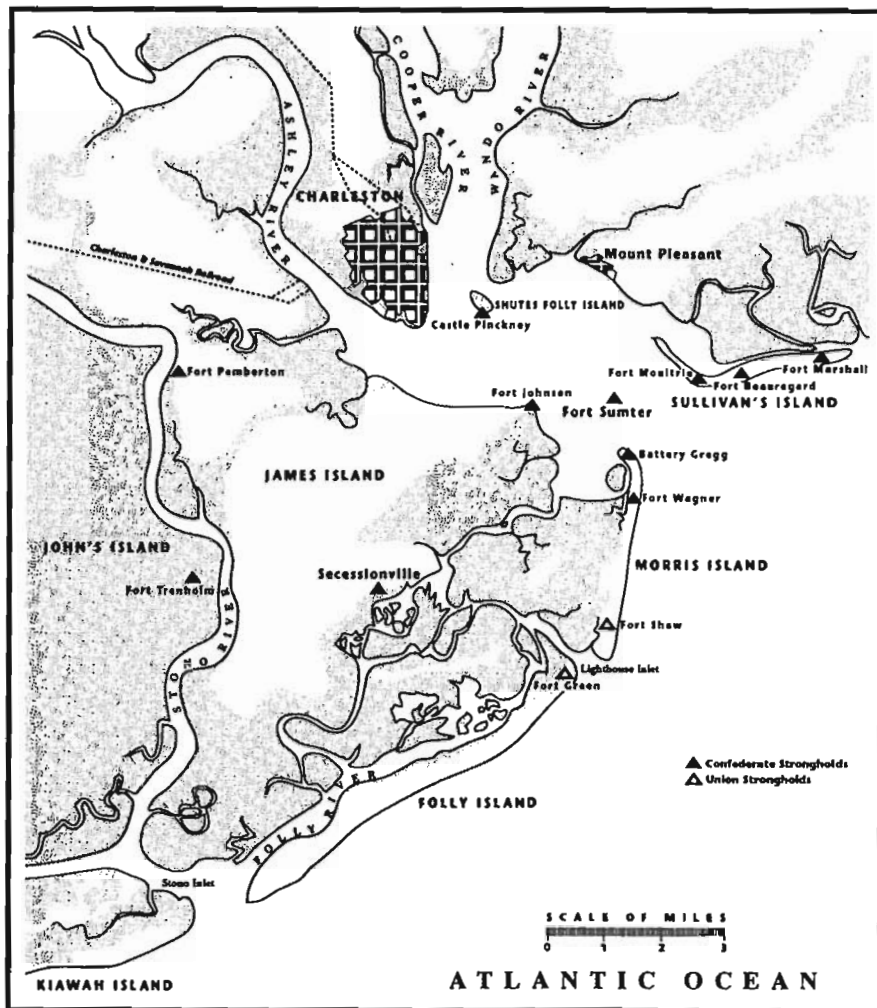 COOPER RIVER
WANDO RIVER
ASHLEY RIVER
CHARLESTON
Charleston & Savannah Railroad
Mount Pleasant
SHUTES FOLLY ISLAND
Castle Pinckney
Fort Pemberton
Fort Moultrie
Fort Marshall
Fort Beauregard
Fort Johnson
Fort Sumter
SULLIVAN'S ISLAND
Battery Gregg
JAMES ISLAND
Fort Wagner
JOHN'S ISLAND
Secessionville
MORRIS ISLAND
Fort Trenholm
Fort Shaw
STONO RIVER
Lighthouse Inlet
Fort Green
Confederate Strongholds
Union Strongholds
FOLLY RIVER
FOLLY ISLAND
Stono Inlet
SCALE OF MILES
0 1 2 3
KIAWAH ISLAND
ATLANTIC OCEAN